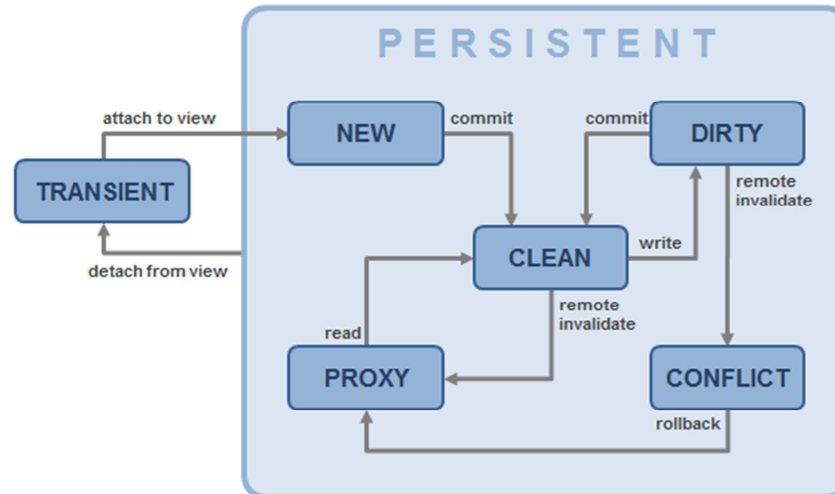 PERSISTENT
attach to view
NEW
commit
commit
DIRTY
TRANSIENT
remote
invalidate
detach from view
CLEAN
write
remote
invalidate
read
PROXY
CONFLICT
rollback